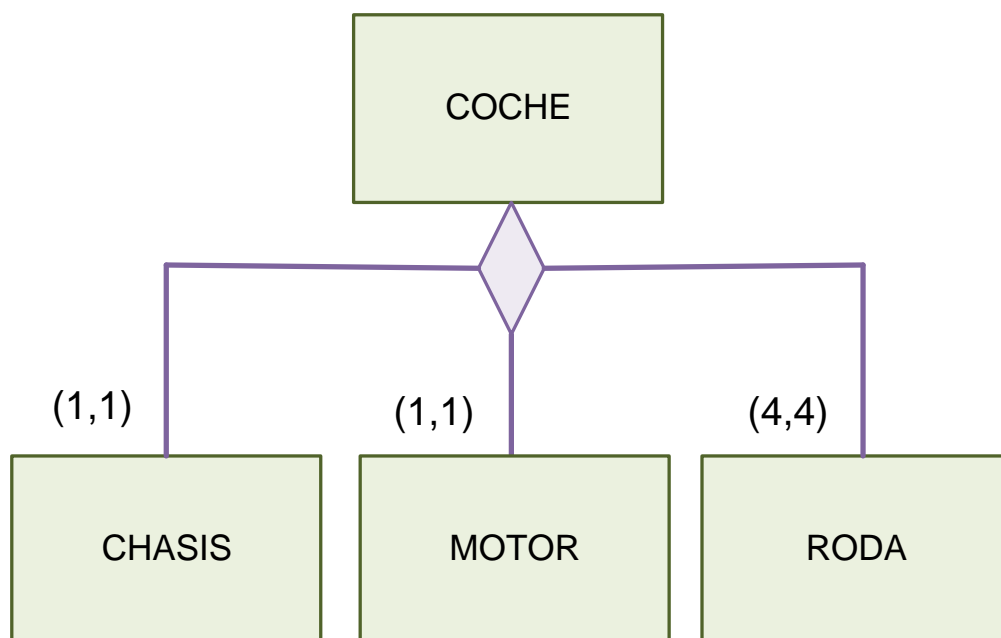 COCHE
(1,1)
(1,1)
(4,4)
CHASIS
MOTOR
RODA